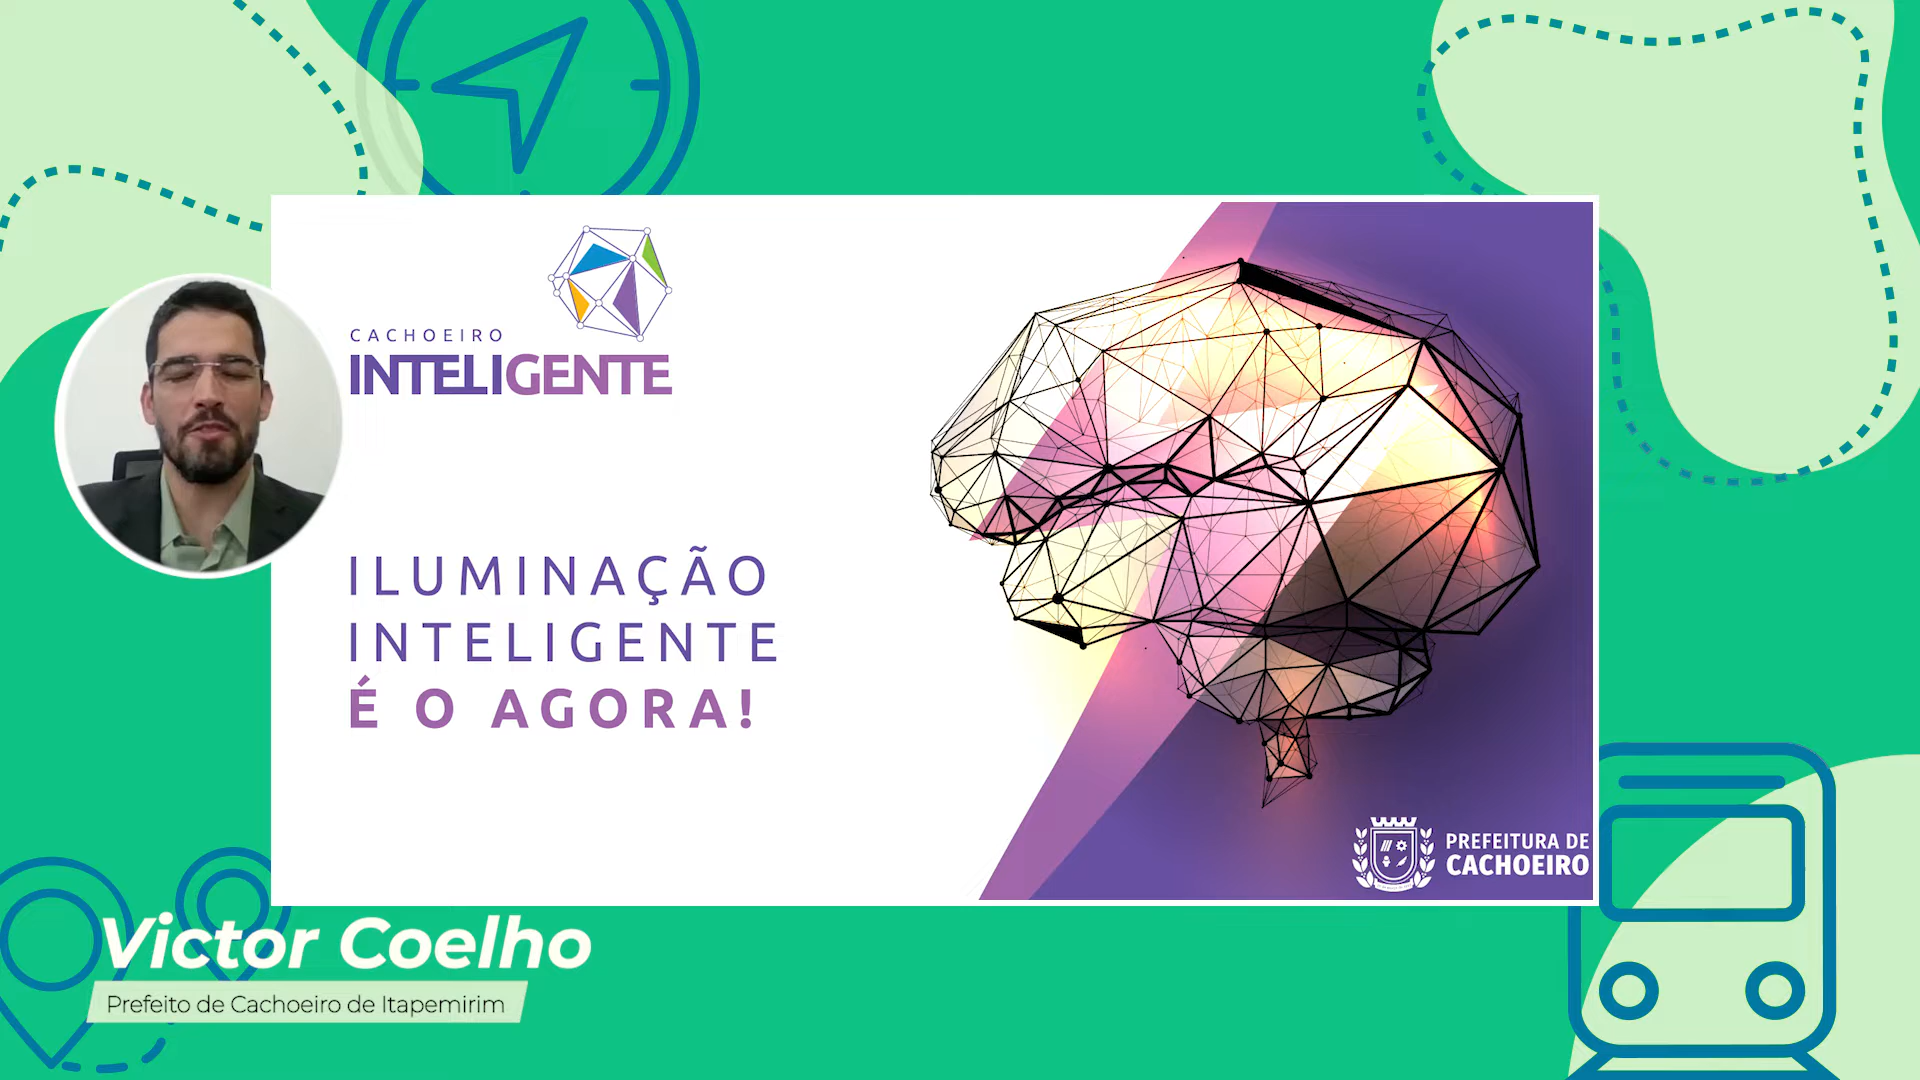 CACHOEIRO
INTELIGENTE
ILUMINAÇÃO
INTELIGENTE
É O AGORA!
PREFEITURA DE
CACHOEIRO
Victor Coelho
Prefeito de Cachoeiro de Itapemirim